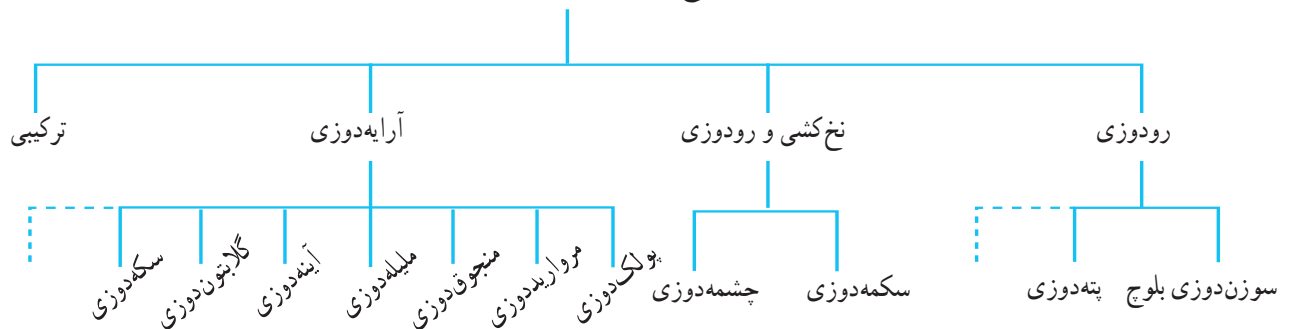 رودوزی
نخ‌کشی و رودوزی
آرایه‌دوزی
ترکیبی
سوزن‌دوزی بلوچ
پته‌دوزی
سکمه‌دوزی
چشمه‌دوزی
پولک‌دوزی
مروارید‌دوزی
منجوق‌دوزی
ملیله‌دوزی
آینه‌دوزی
گلابتون‌دوزی
سکه‌دوزی